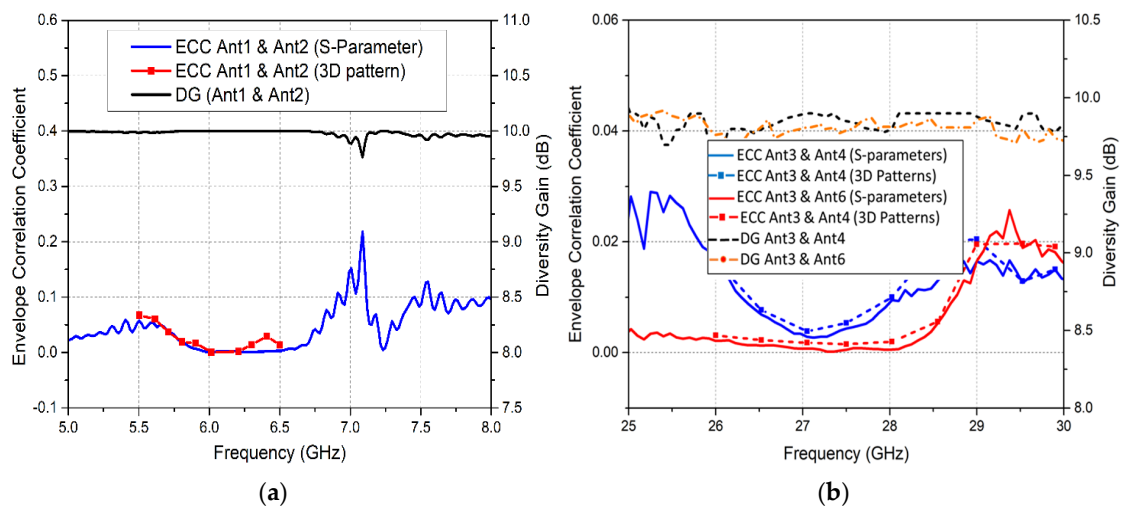 ECC Ant1 & Ant2 (S-Parameter)
ECC Ant1 & Ant2 (3D pattern)
DG (Ant1 & Ant2)
Envelope Correlation Coefficient
0.6
0.5
0.4
0.3
0.2
0.1
0.0
-0.1
11.0
10.5
10.0
9.5
9.0
8.5
8.0
7.5
Diversity Gain (dB)
5.0 5.5 6.0 6.5 7.0 7.5 8.0
Frequency (GHz)
(a)
ECC Ant3 & Ant4 (S-parameters)
ECC Ant3 & Ant4 (3D Patterns)
ECC Ant3 & Ant6 (S-parameters)
ECC Ant3 & Ant4 (3D Patterns)
DG Ant3 & Ant4
DG Ant3 & Ant6
Envelope Correlation Coefficient
0.06
0.04
0.02
0.00
10.5
10.0
9.5
9.0
8.5
8.0
Diversity Gain (dB)
25 26 27 28 29 30
Frequency (GHz)
(b)